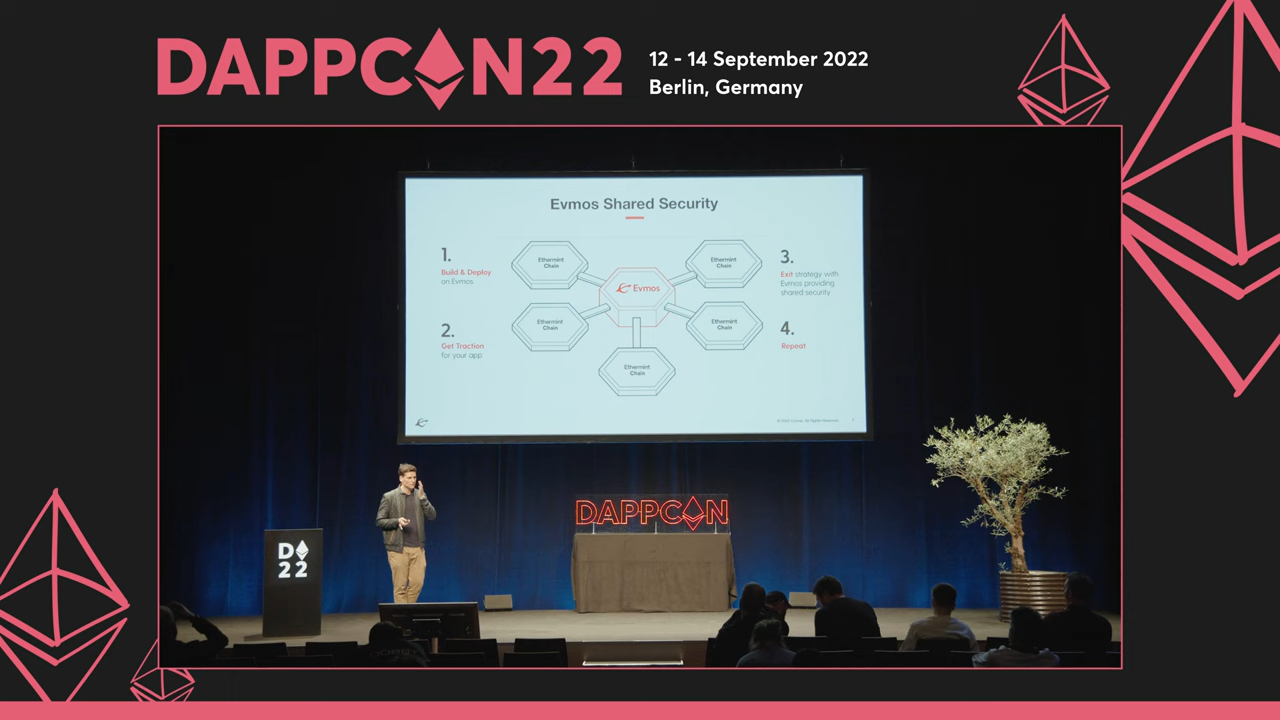 DAPPCON22
12 - 14 September 2022
Berlin, Germany
Evmos Shared Security
1.
Build & Deploy
on Evmos
2.
Get Traction
for your app
Ethermint
Chain
Ethermint
Chain
Evmos
Ethermint
Chain
Ethermint
Chain
Ethermint
Chain
3.
Exit strategy with
Evmos providing
shared security
4.
Repeat
D
22
DAPPCON